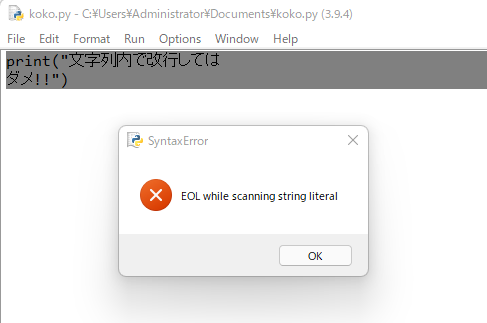 koko.py - C:¥Users¥Administrator¥Documents¥koko.py (3.9.4)
File Edit Format Run Options Window Help
print("文字列内で改行しては
ダメ!!")
SyntaxError
EOL while scanning string literal
OK